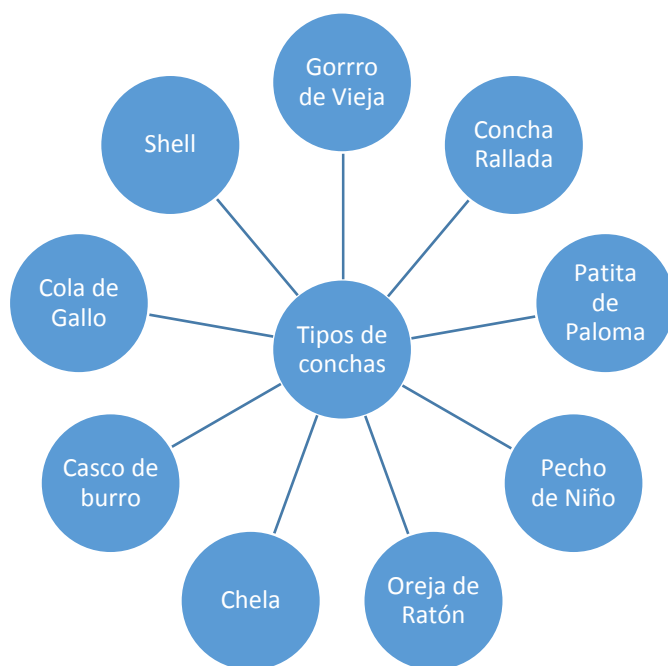 Gorrro
de Vieja
Concha
Rallada
Patita
de
Paloma
Pecho
de Niño
Oreja de
Ratón
Chela
Casco de
burro
Cola de
Gallo
Shell
Tipos de
conchas